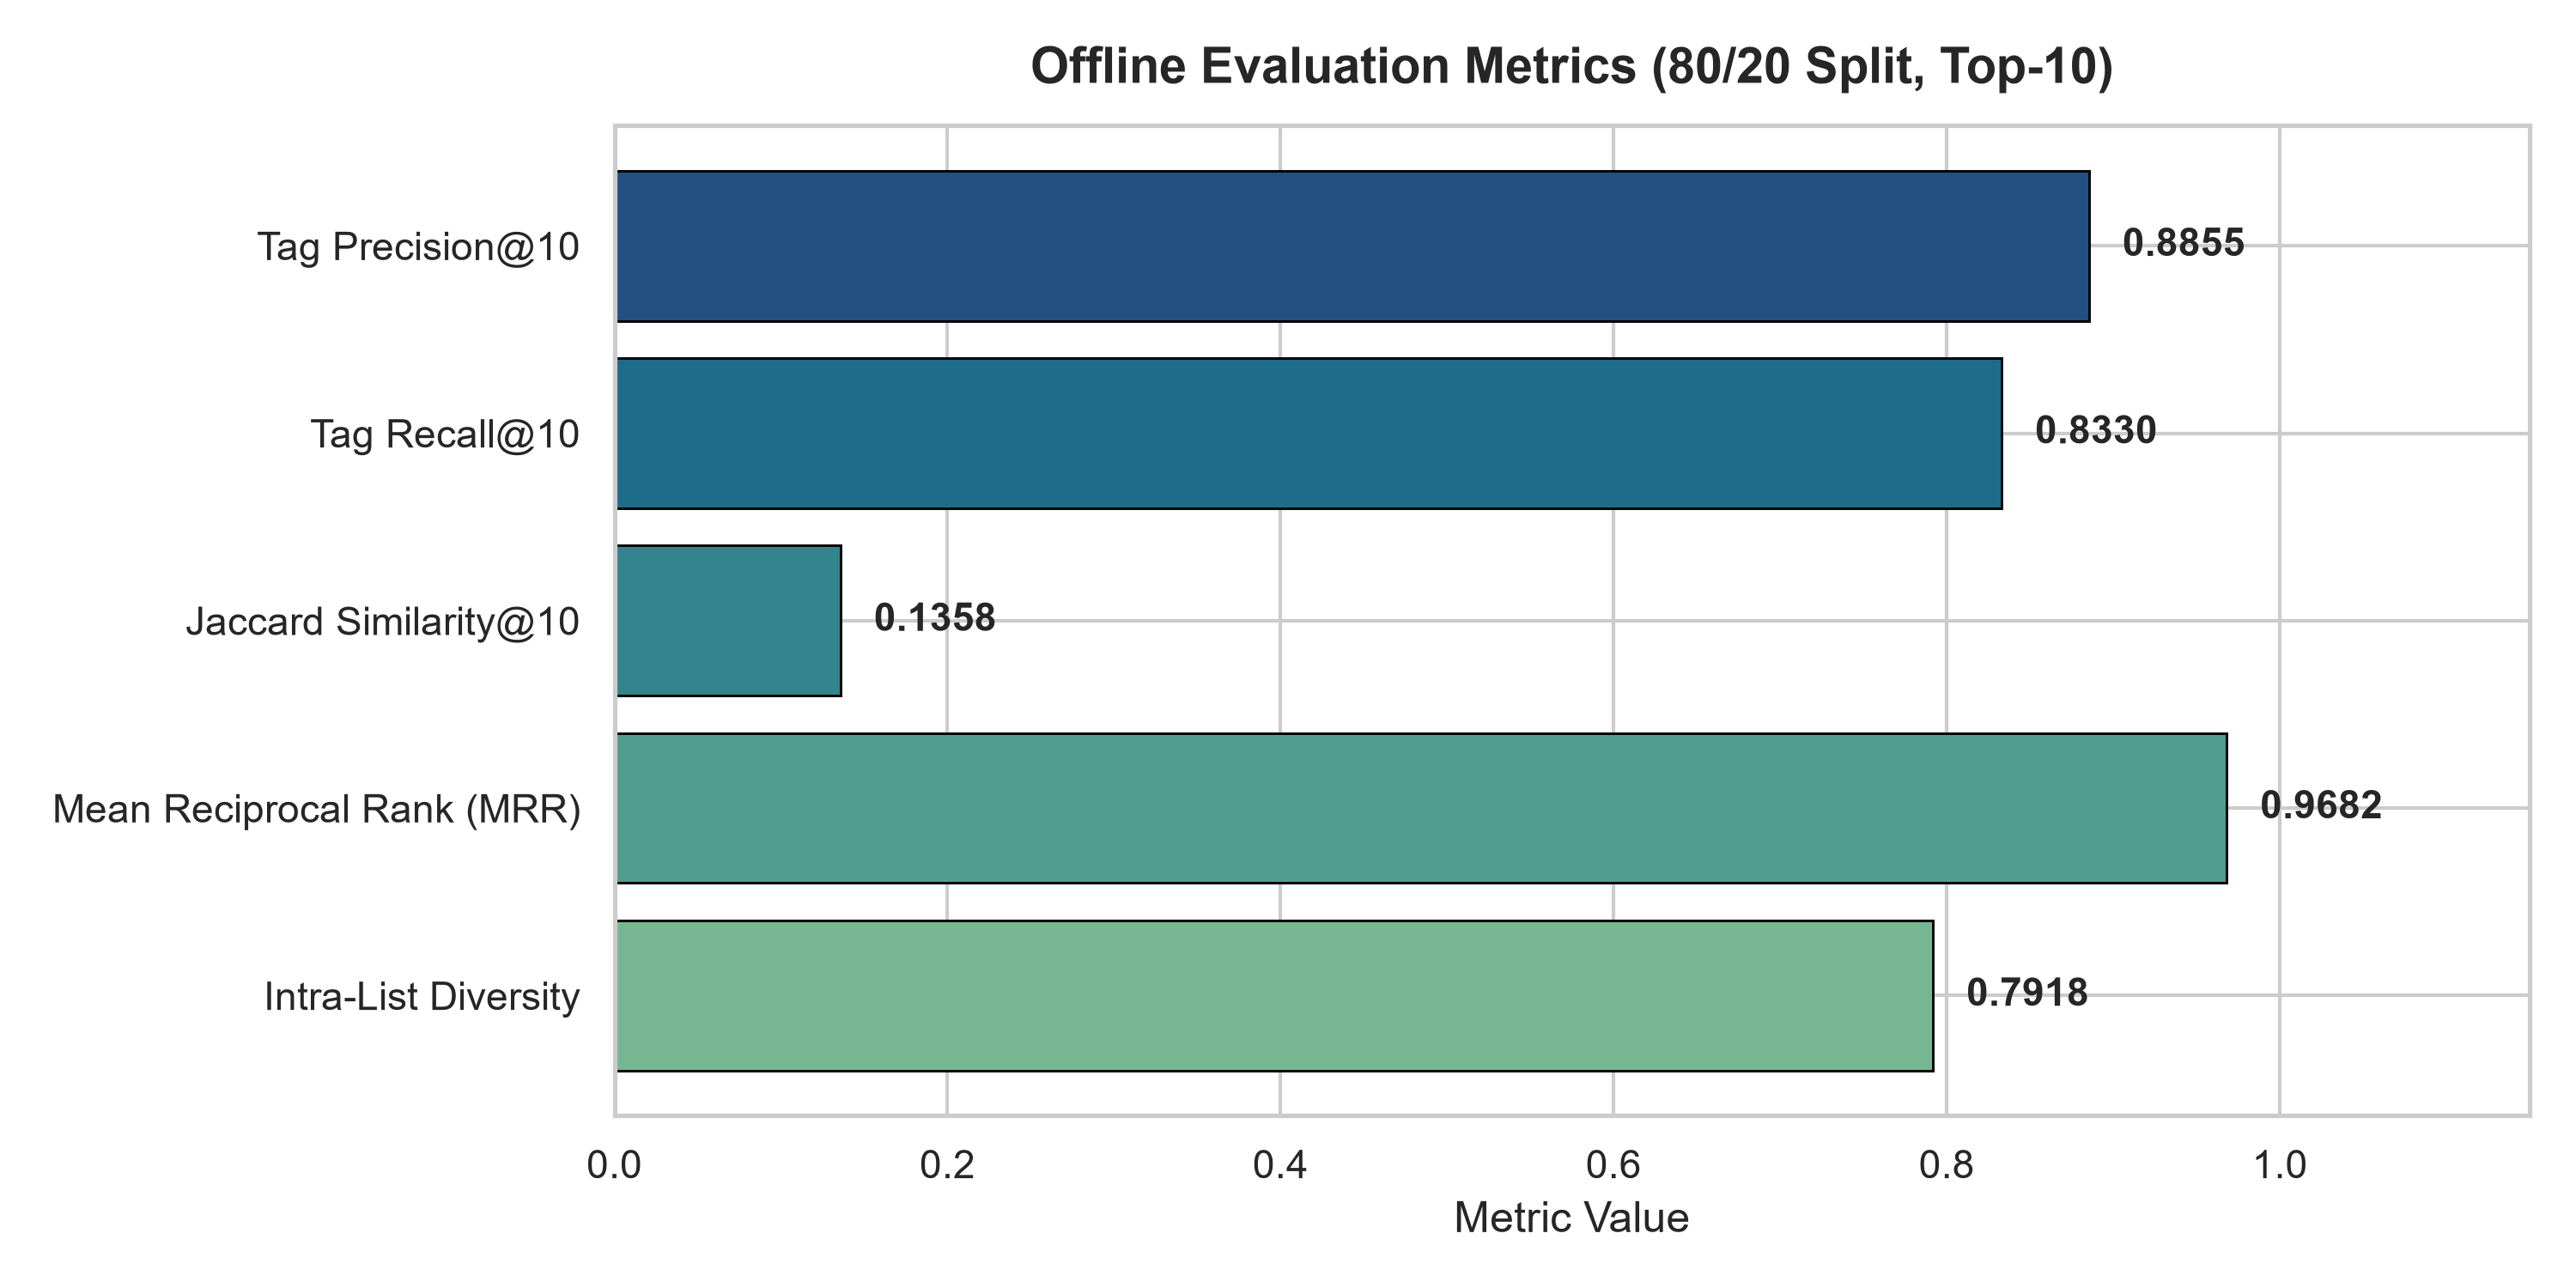 Offline Evaluation Metrics (80/20 Split, Top-10)
Tag Precision@10
0.8855
Tag Recall@10
0.8330
Jaccard Similarity@10
0.1358
Mean Reciprocal Rank (MRR)
0.9682
Intra-List Diversity
0.7918
0.0 0.2 0.4 0.6 0.8 1.0
Metric Value